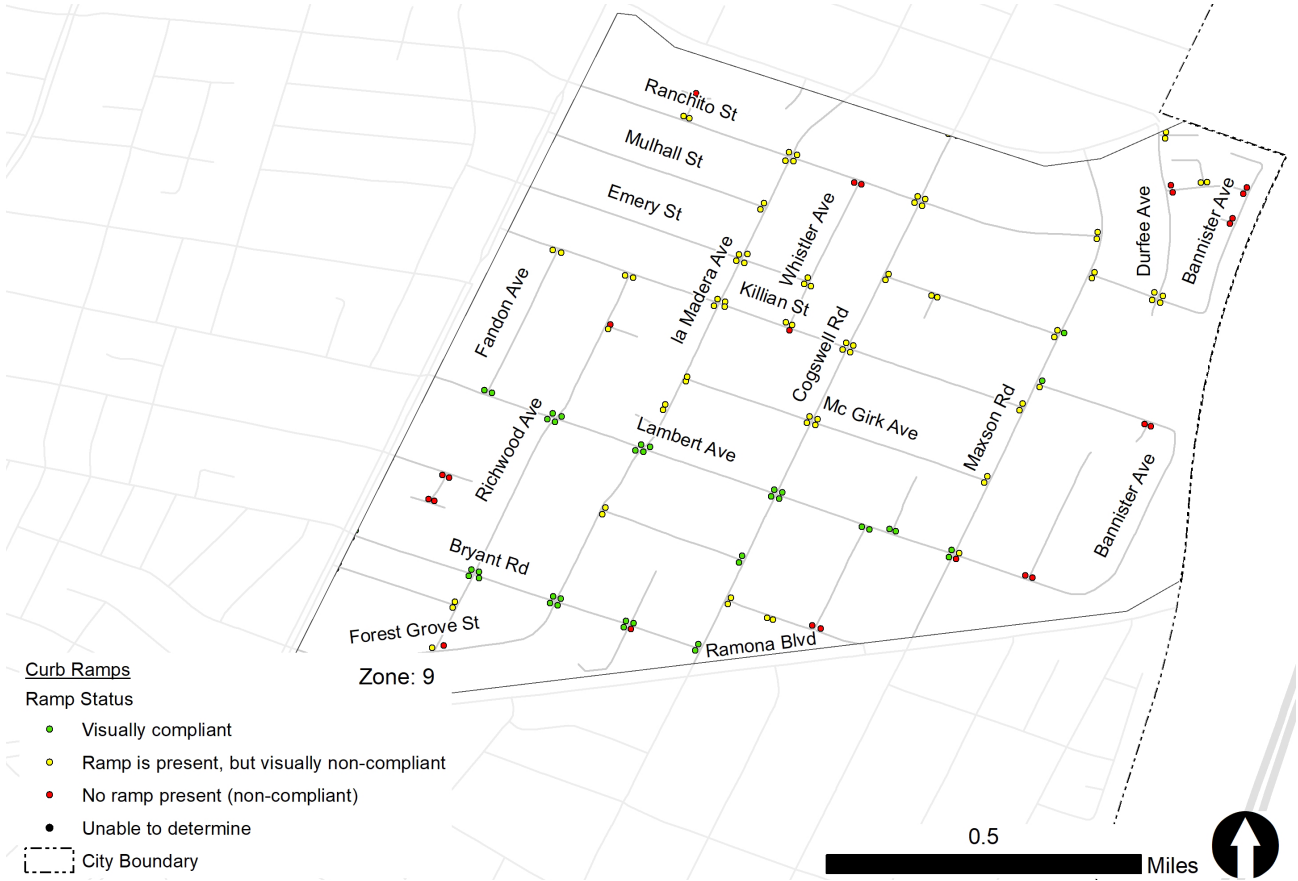 Ranchito St
Mulhall St
Emery St
Durfee Ave
Bannister Ave
Whistler Ave
la Madera Ave
Fandon Ave
Killian St
Cogswell Rd
Mc Girk Ave
Maxson Rd
Richwood Ave
Lambert Ave
Bannister Ave
Bryant Rd
Forest Grove St
Ramona Blvd
Zone: 9
Curb Ramps
Ramp Status
Visually compliant
Ramp is present, but visually non-compliant
No ramp present (non-compliant)
Unable to determine
City Boundary
0.5
Miles